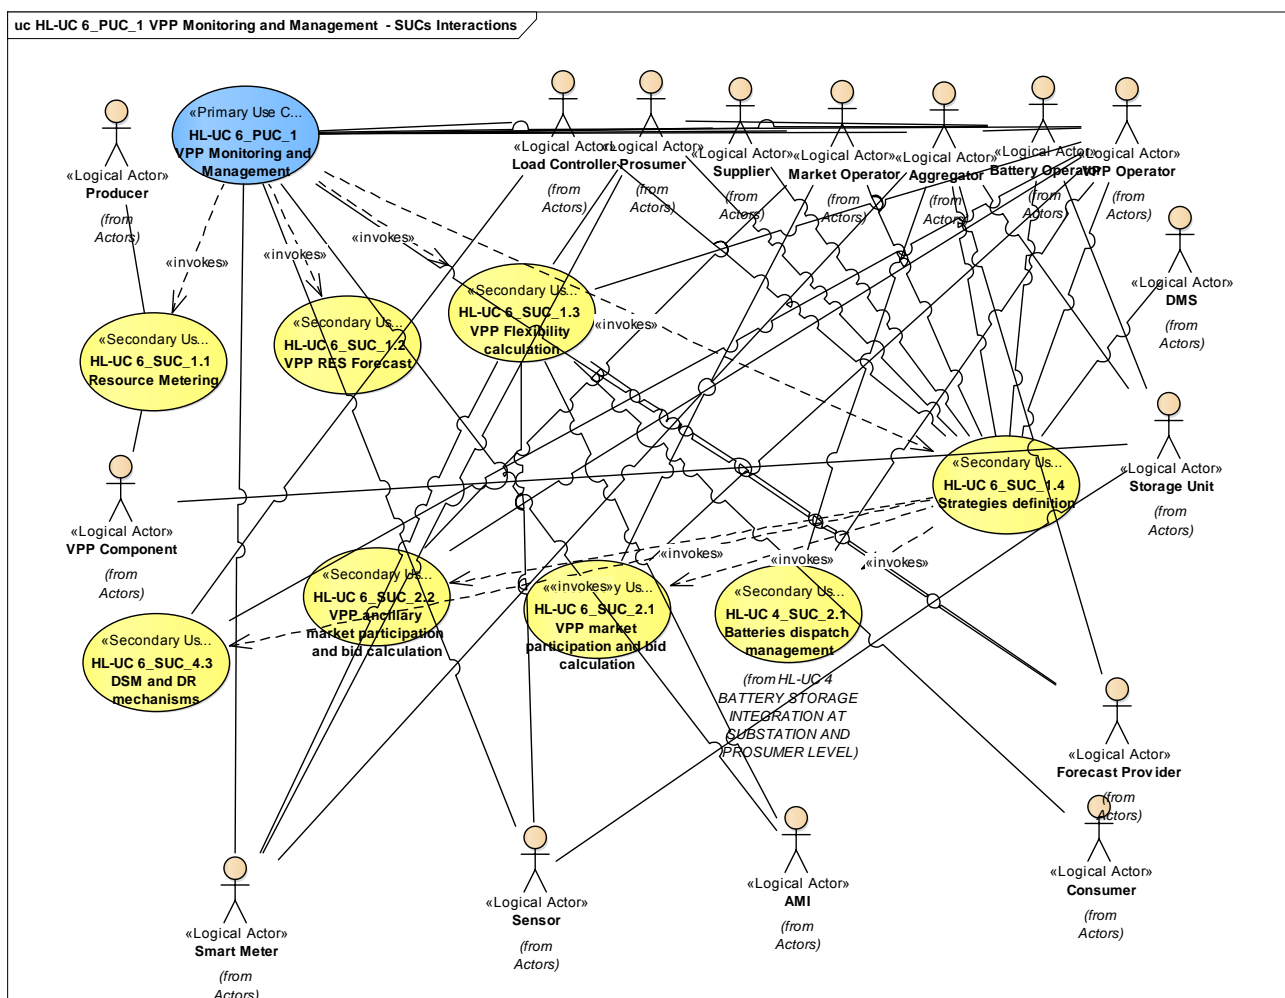 uc HL-UC 6_PUC_1 VPP Monitoring and Management - SUCs Interactions
«Primary Use C...
HL-UC 6_PUC_1
VPP Monitoring and
Management
«Logical Actor»
Producer
(from
Actors)
«Logical Actor»
Load Controller
(from
Actors)
«Logical Actor»
Prosumer
(from
Actors)
«Logical Actor»
Supplier
(from
Actors)
«Logical Actor»
Market Operator
(from
Actors)
«Logical Actor»
Aggregator
(from
Actors)
«Logical Actor»
Battery Operator
(from
Actors)
«Logical Actor»
VPP Operator
(from
Actors)
«Logical Actor»
DMS
(from
Actors)
«invokes»
«invokes»
«invokes»
«invokes»
«Secondary Us...
HL-UC 6_SUC_1.1
Resource Metering
«Secondary Us...
HL-UC 6_SUC_1.2
VPP RES Forecast
«Secondary Us...
HL-UC 6_SUC_1.3
VPP Flexibility
calculation
«Secondary Us...
HL-UC 6_SUC_1.4
Strategies definition
«Logical Actor»
Storage Unit
(from
Actors)
«Logical Actor»
VPP Component
(from
Actors)
«invokes»
«invokes»
«invokes»
«Secondary Us...
HL-UC 6_SUC_2.2
VPP ancillary
market participation
and bid calculation
«invokes»
y Us...
HL-UC 6_SUC_2.1
VPP market
participation and bid
calculation
«Secondary Us...
HL-UC 4_SUC_2.1
Batteries dispatch
management
(from HL-UC 4
BATTERY STORAGE
INTEGRATION AT
SUBSTATION AND
PROSUMER LEVEL)
«Secondary Us...
HL-UC 6_SUC_4.3
DSM and DR
mechanisms
«Logical Actor»
Forecast Provider
(from
Actors)
«Logical Actor»
Consumer
(from
Actors)
«Logical Actor»
AMI
(from
Actors)
«Logical Actor»
Sensor
(from
Actors)
«Logical Actor»
Smart Meter
(from
Actors)